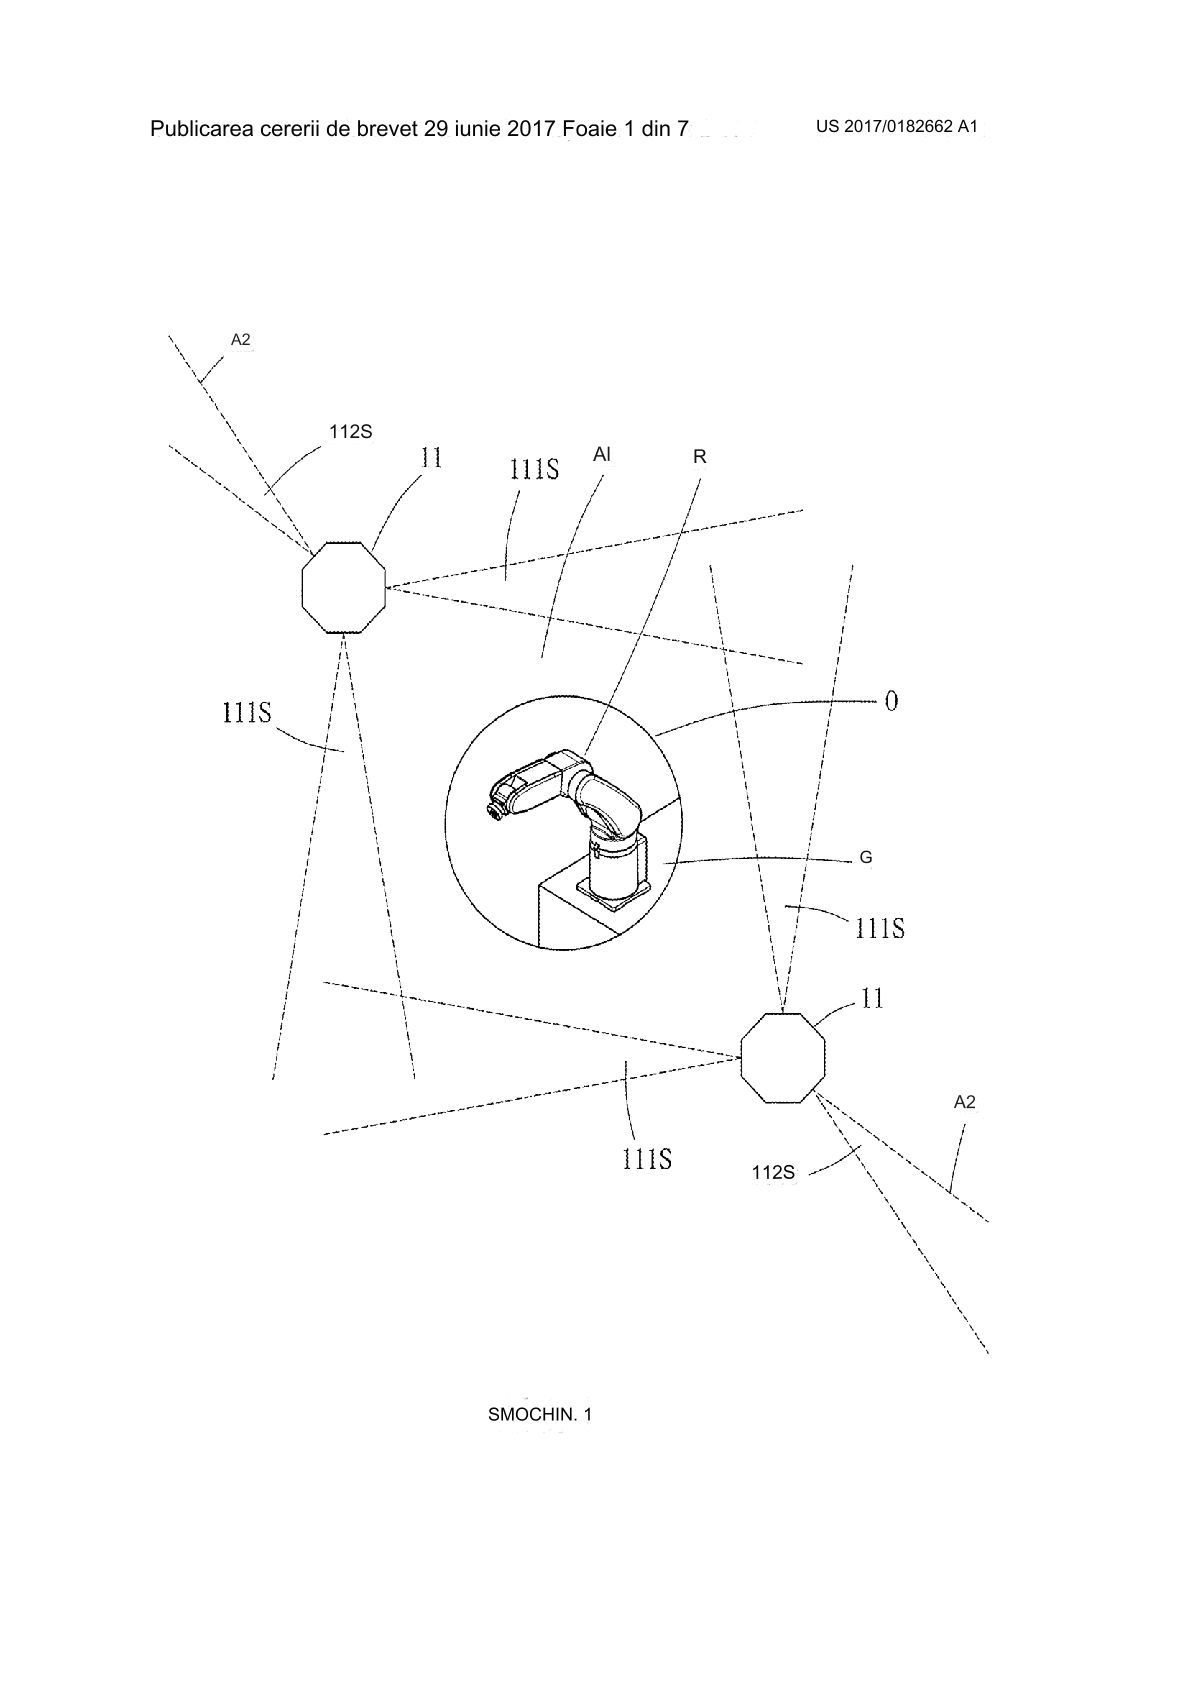 Publicarea cererii de brevet 29 iunie 2017 Foaie 1 din 7
US 2017/0182662 A1
A2
112S
11
111S
AI
R
111S
0
G
111S
11
A2
111S
112S
SMOCHIN. 1